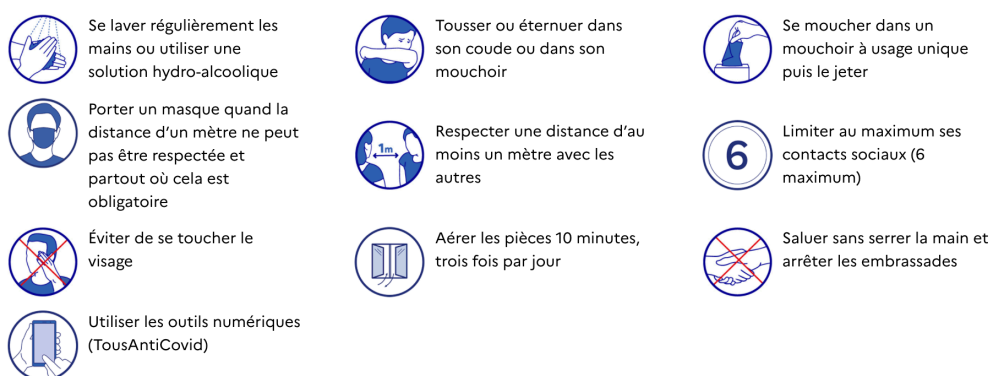 Se laver régulièrement les
mains ou utiliser une
solution hydro-alcoolique
Tousser ou éternuer dans
son coude ou dans son
mouchoir
Se moucher dans un
mouchoir à usage unique
puis le jeter
Porter un masque quand la
distance d'un mètre ne peut
pas être respectée et
partout où cela est
obligatoire
1m
Respecter une distance d'au
moins un mètre avec les
autres
6
Limiter au maximum ses
contacts sociaux (6
maximum)
Éviter de se toucher le
visage
Aérer les pièces 10 minutes,
trois fois par jour
Saluer sans serrer la main et
arrêter les embrassades
Utiliser les outils numériques
(TousAntiCovid)